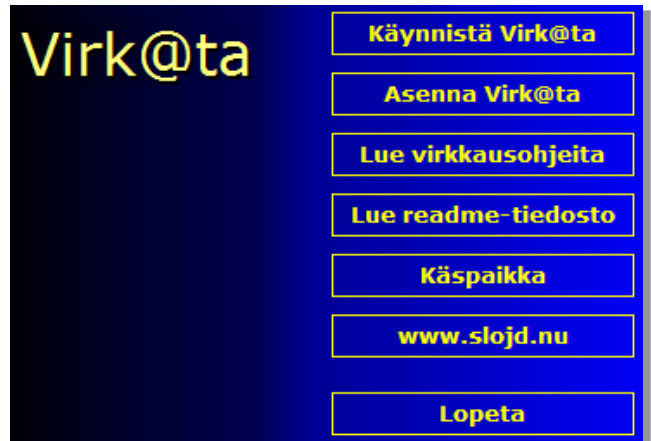 Virk@ta
Käynnistä Virk@ta
Asenna Virk@ta
Lue virkkausohjeita
Lue readme-tiedosto
Käspaikka
www.slojd.nu
Lopeta